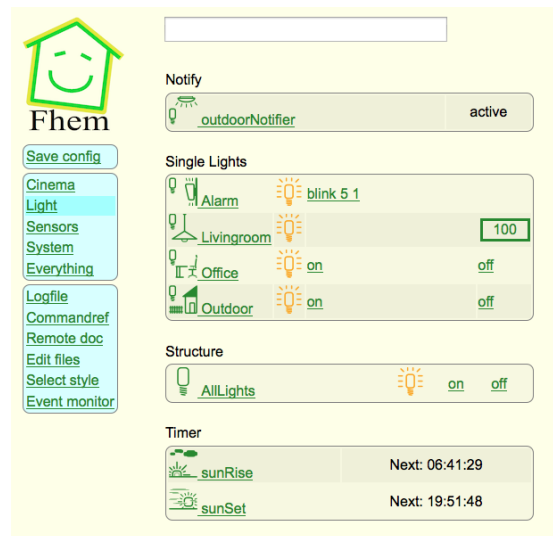 Fhem
Save config
Cinema
Light
Sensors
System
Everything
Logfile
Commandref
Remote doc
Edit files
Select style
Event monitor
Notify
outdoorNotifier active
Single Lights
Alarm blink 5 1
Livingroom 100
Office on off
Outdoor on off
Structure
AllLights on off
Timer
sunRise Next: 06:41:29
sunSet Next: 19:51:48